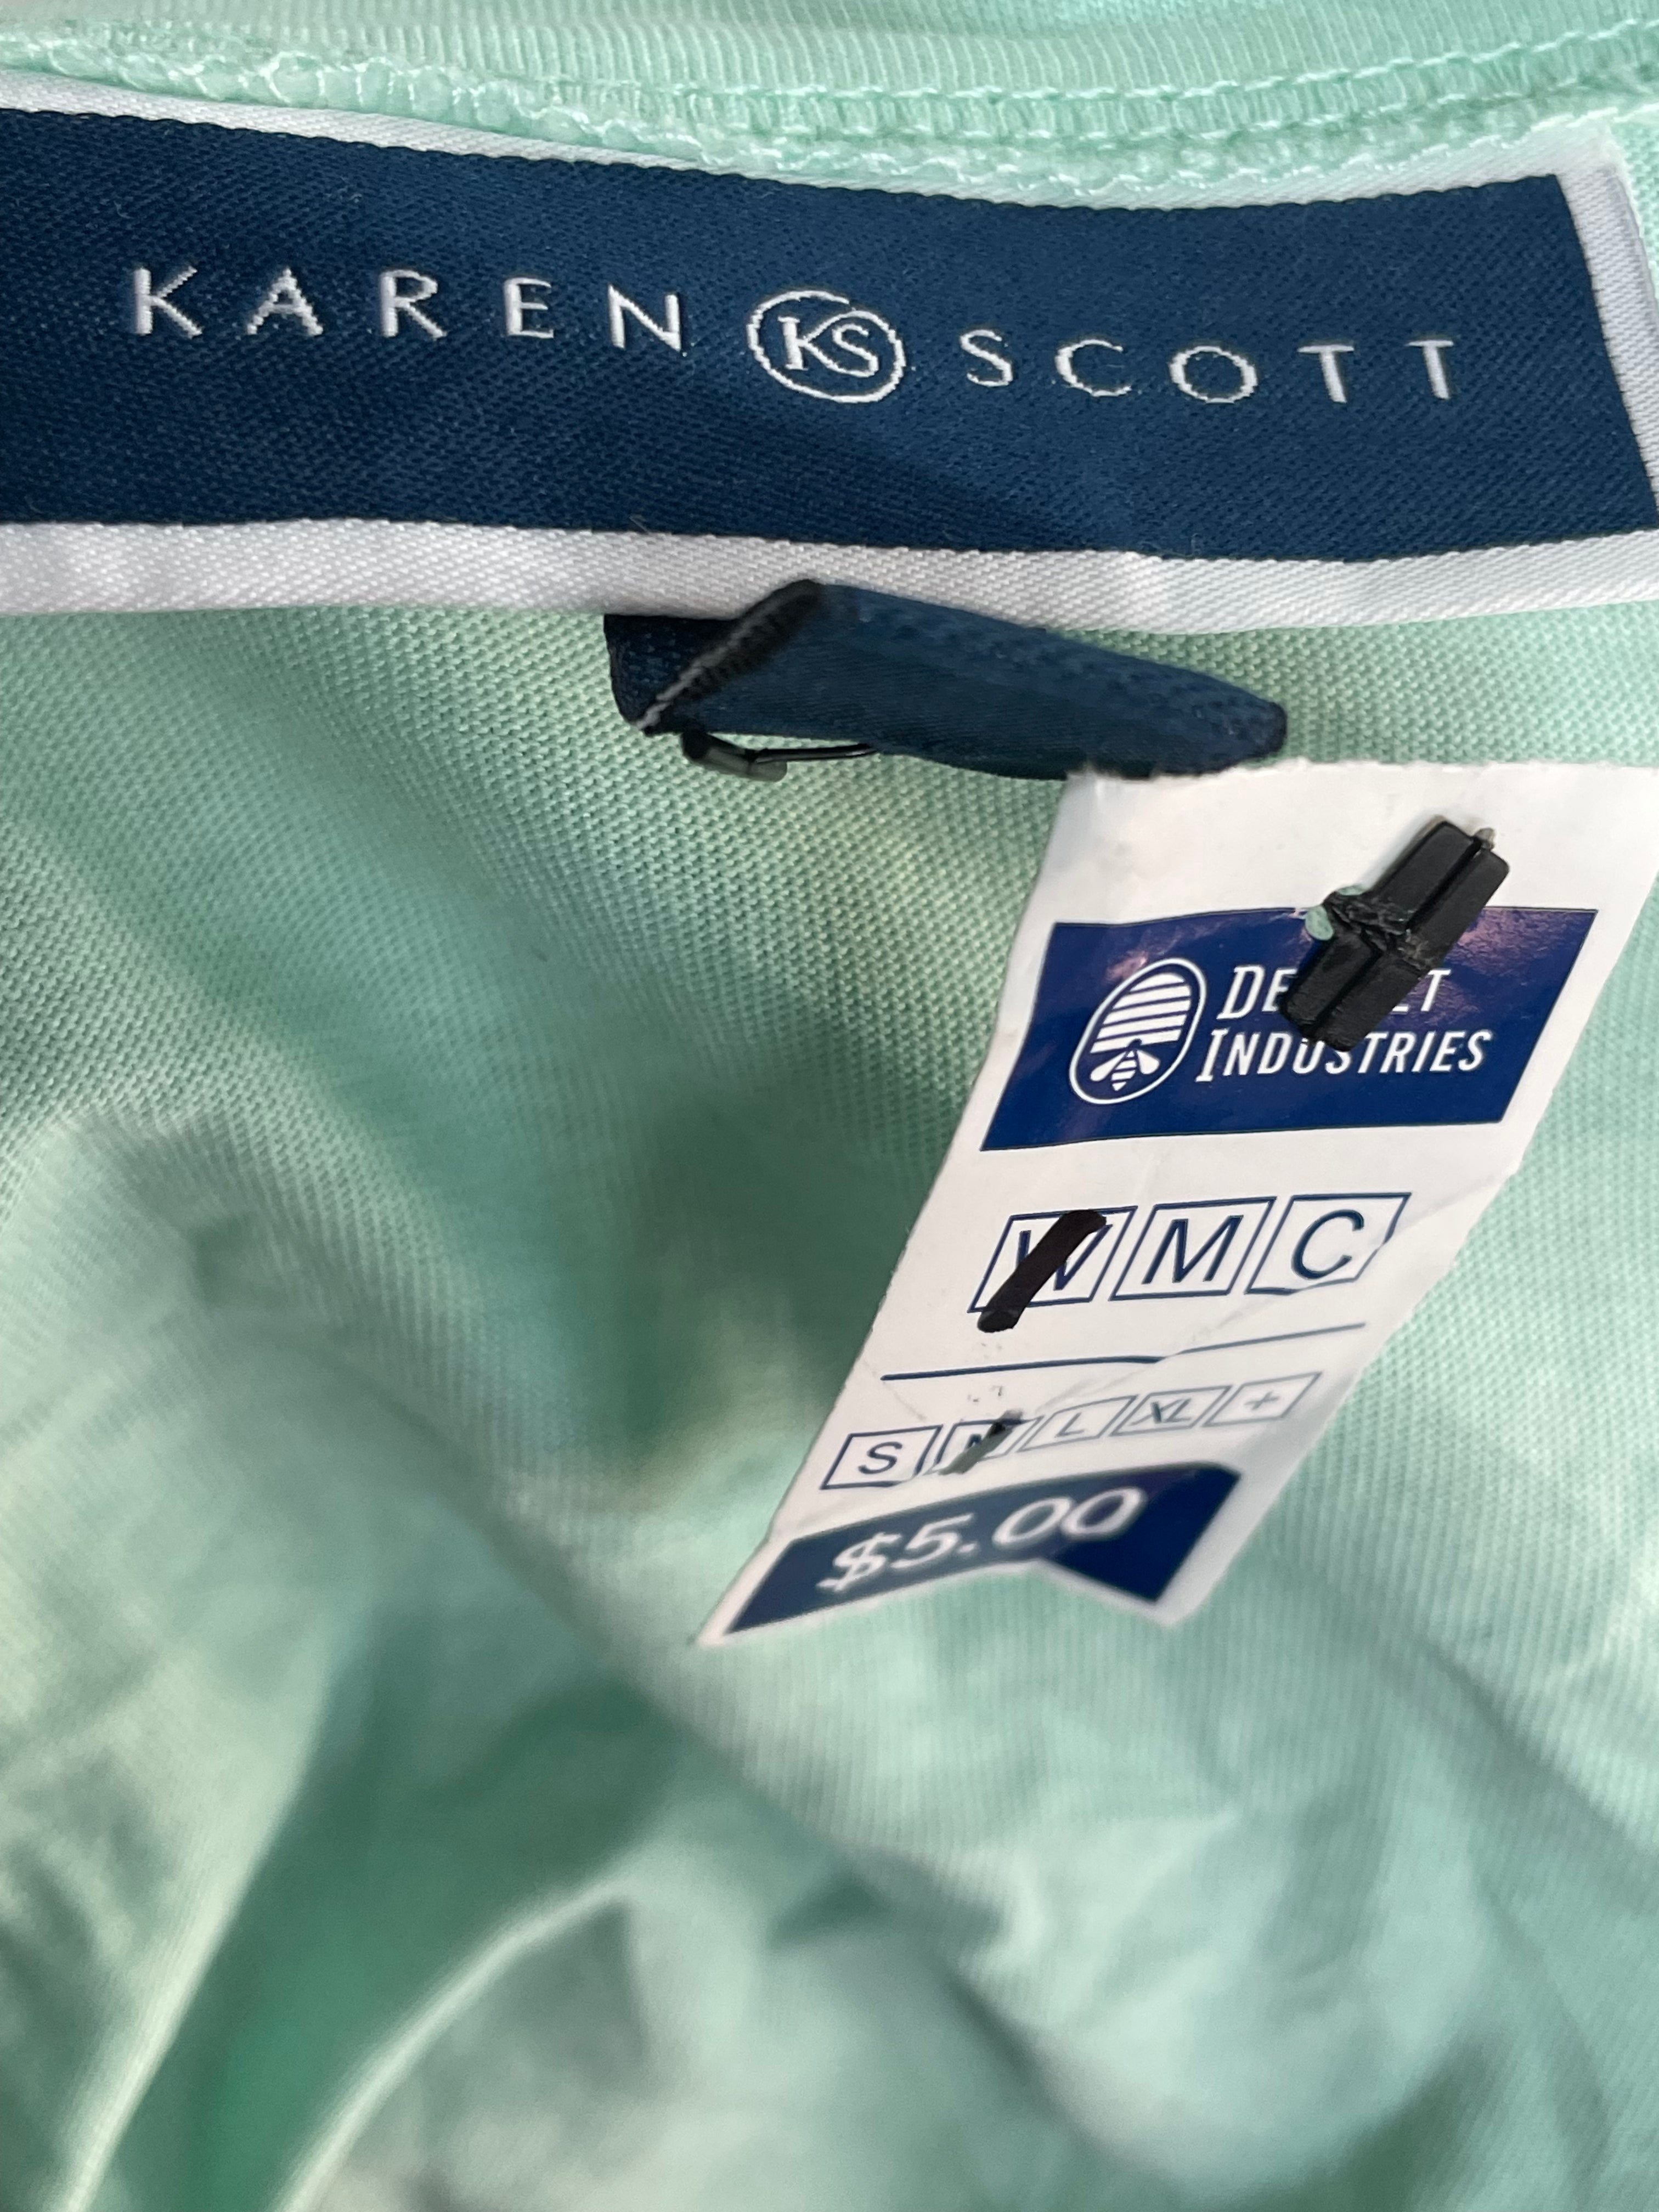 KAREN KS SCOTT
INDUSTRIES
W M C
S M L XL +
$5.00